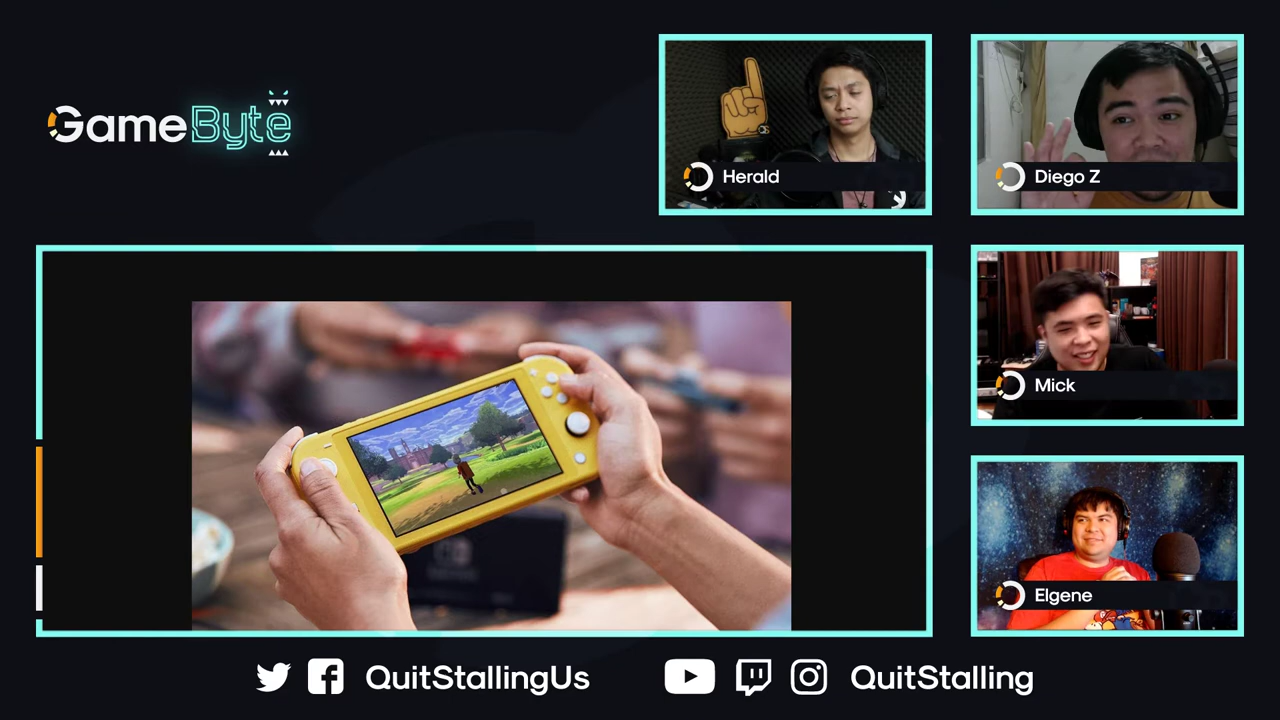 GameByte
Herald
Diego Z
Mick
Elgene
QuitStallingUs
QuitStalling